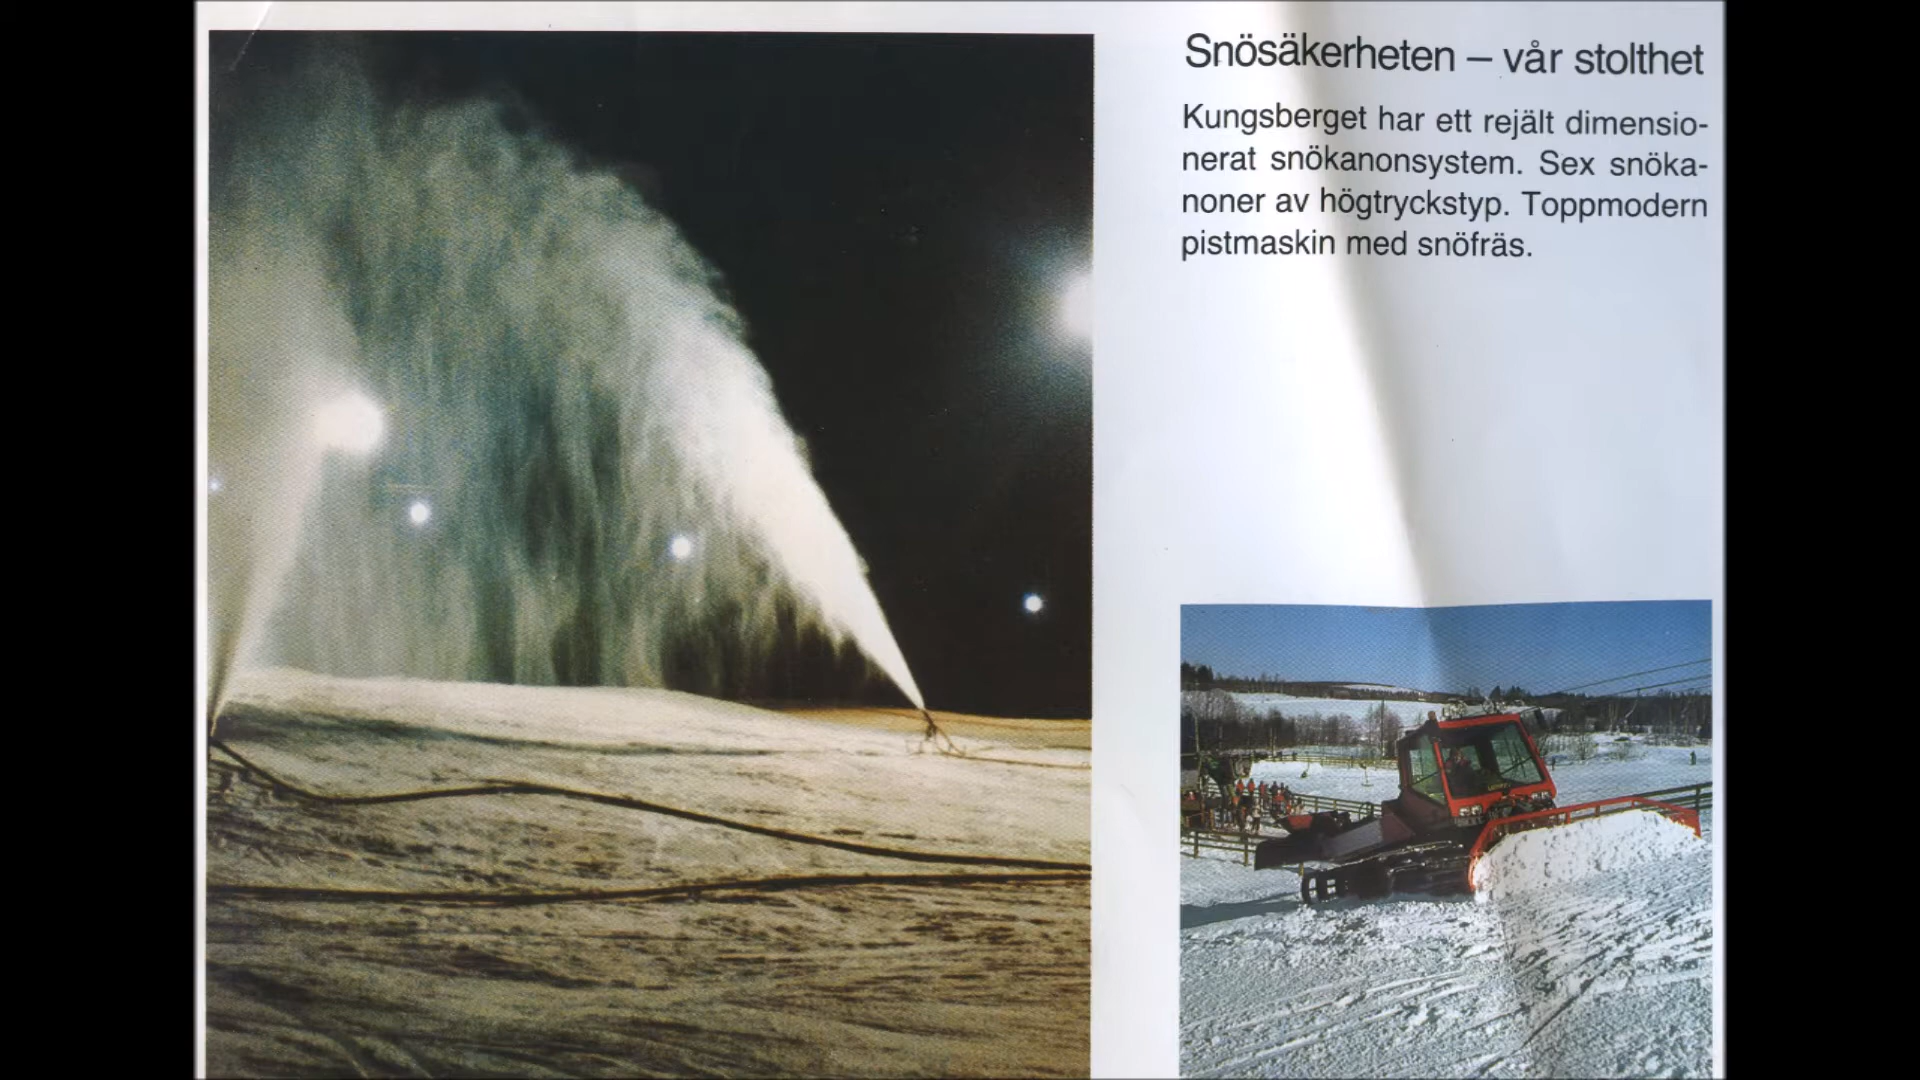 Snösäkerheten – vår stolthet
Kungsberget har ett rejält dimensio-
nerat snökanonsystem. Sex snöka-
noner av högtryckstyp. Toppmodern
pistmaskin med snöfräs.